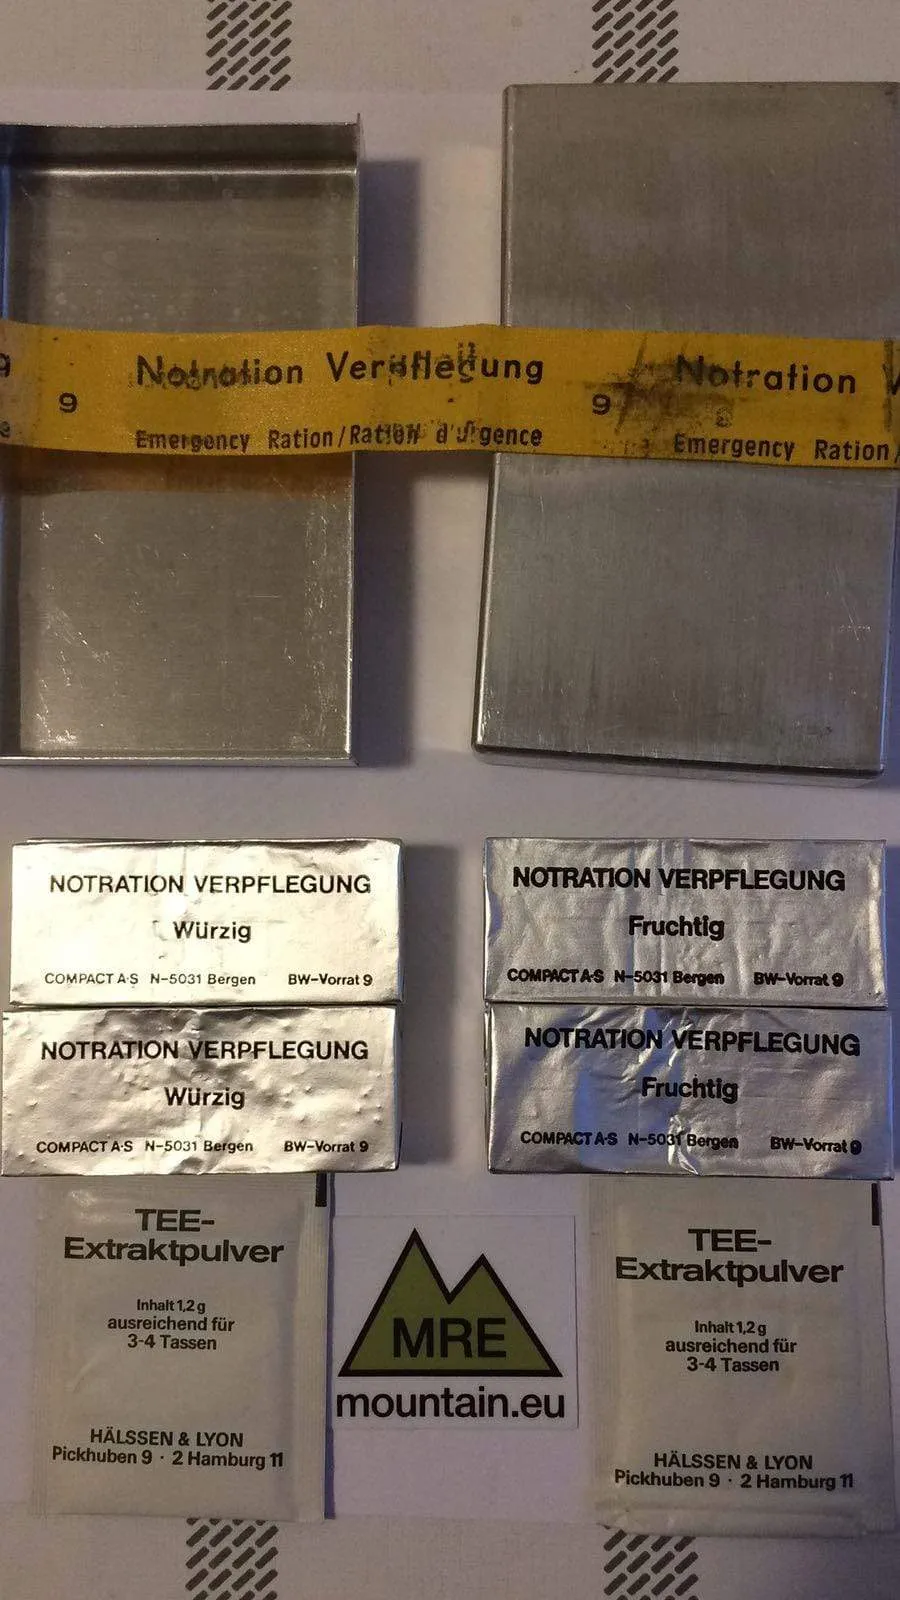 9
Notration Verpflegung
9
Notration
Emergency Ration/Ration d'urgence
Emergency Ration/
NOTRATION VERPFLEGUNG
Würzig
COMPACT A·S N-5031 Bergen BW-Vorrat 9
NOTRATION VERPFLEGUNG
Fruchtig
COMPACT A·S N-5031 Bergen BW-Vorrat 9
NOTRATION VERPFLEGUNG
Würzig
COMPACT A·S N-5031 Bergen BW-Vorrat 9
NOTRATION VERPFLEGUNG
Fruchtig
COMPACT A·S N-5031 Bergen BW-Vorrat 9
TEE-
Extraktpulver
Inhalt 1,2 g
ausreichend für
3-4 Tassen
HÄLSSEN & LYON
Pickhuben 9 · 2 Hamburg 11
MRE
mountain.eu
TEE-
Extraktpulver
Inhalt 1,2 g
ausreichend für
3-4 Tassen
HÄLSSEN & LYON
Pickhuben 9 · 2 Hamburg 11